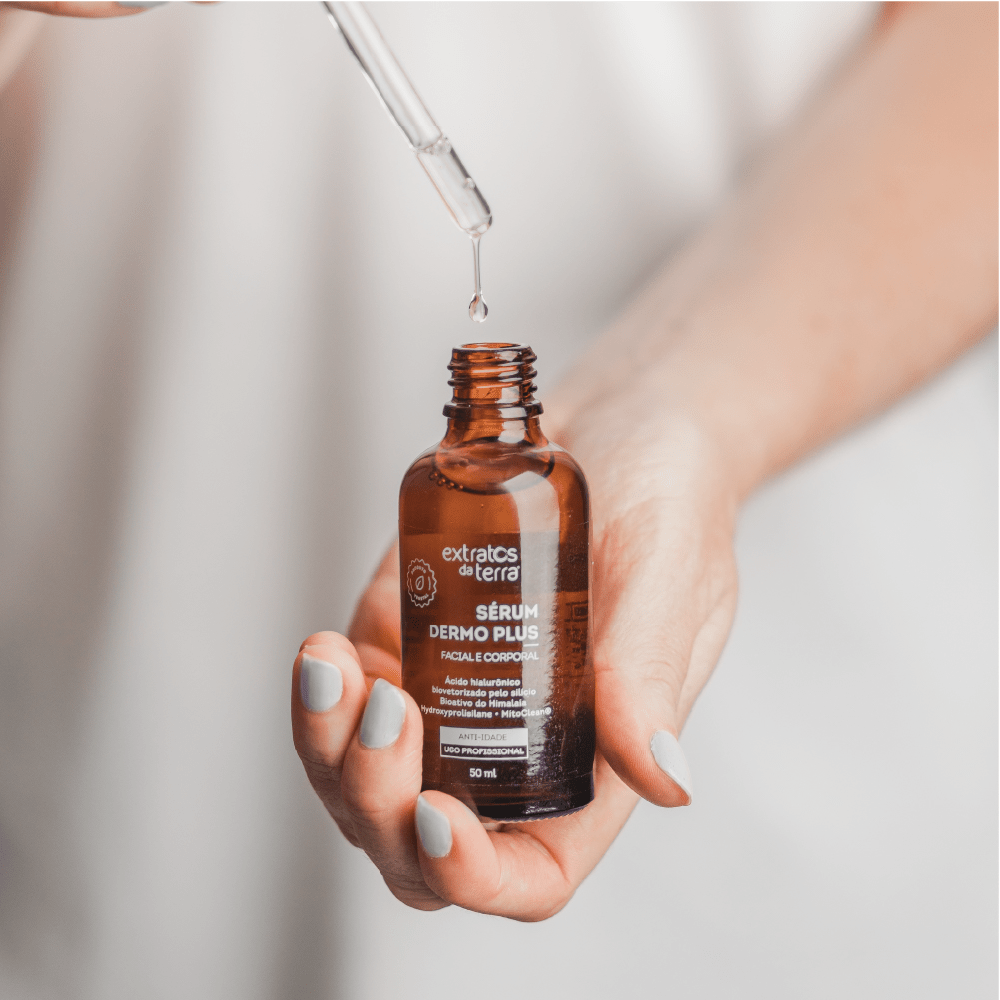 extratos
da terra
SÉRUM
DERMO PLUS
FACIAL E CORPORAL
Ácido hialurônico
biovetorizado pelo silício
Bioativo do Himalaia
Hydroxyprolisilane • MitoClean®
ANTI-IDADE
USO PROFISSIONAL
50 ml